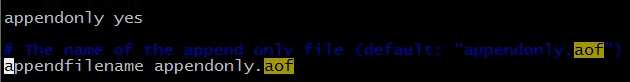 appendonly yes
# The name of the append only file (default: "appendonly.aof")
appendfilename appendonly.aof